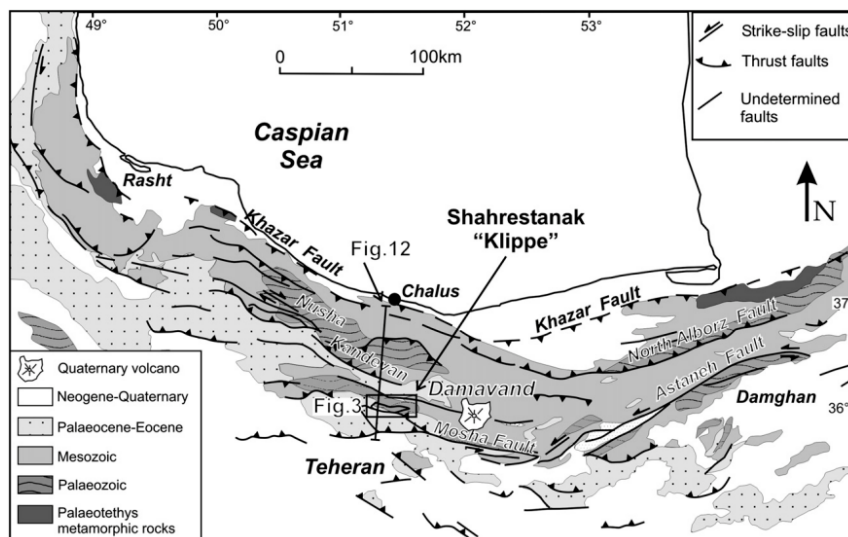 49°
50°
51°
52°
53°
0
100km
Strike-slip faults
Thrust faults
Undetermined
faults
Caspian
Sea
N
Rasht
Khazar Fault
Shahrestanak
"Klippe"
Fig.12
Chalus
Khazar Fault
37
North Alborz Fault
Nusha
Kandevan
Astaneh Fault
Damavand
Damghan
36°
Fig.3
Mosha Fault
Teheran
Quaternary volcano
Neogene-Quaternary
Palaeocene-Eocene
Mesozoic
Palaeozoic
Palaeotethys
metamorphic rocks